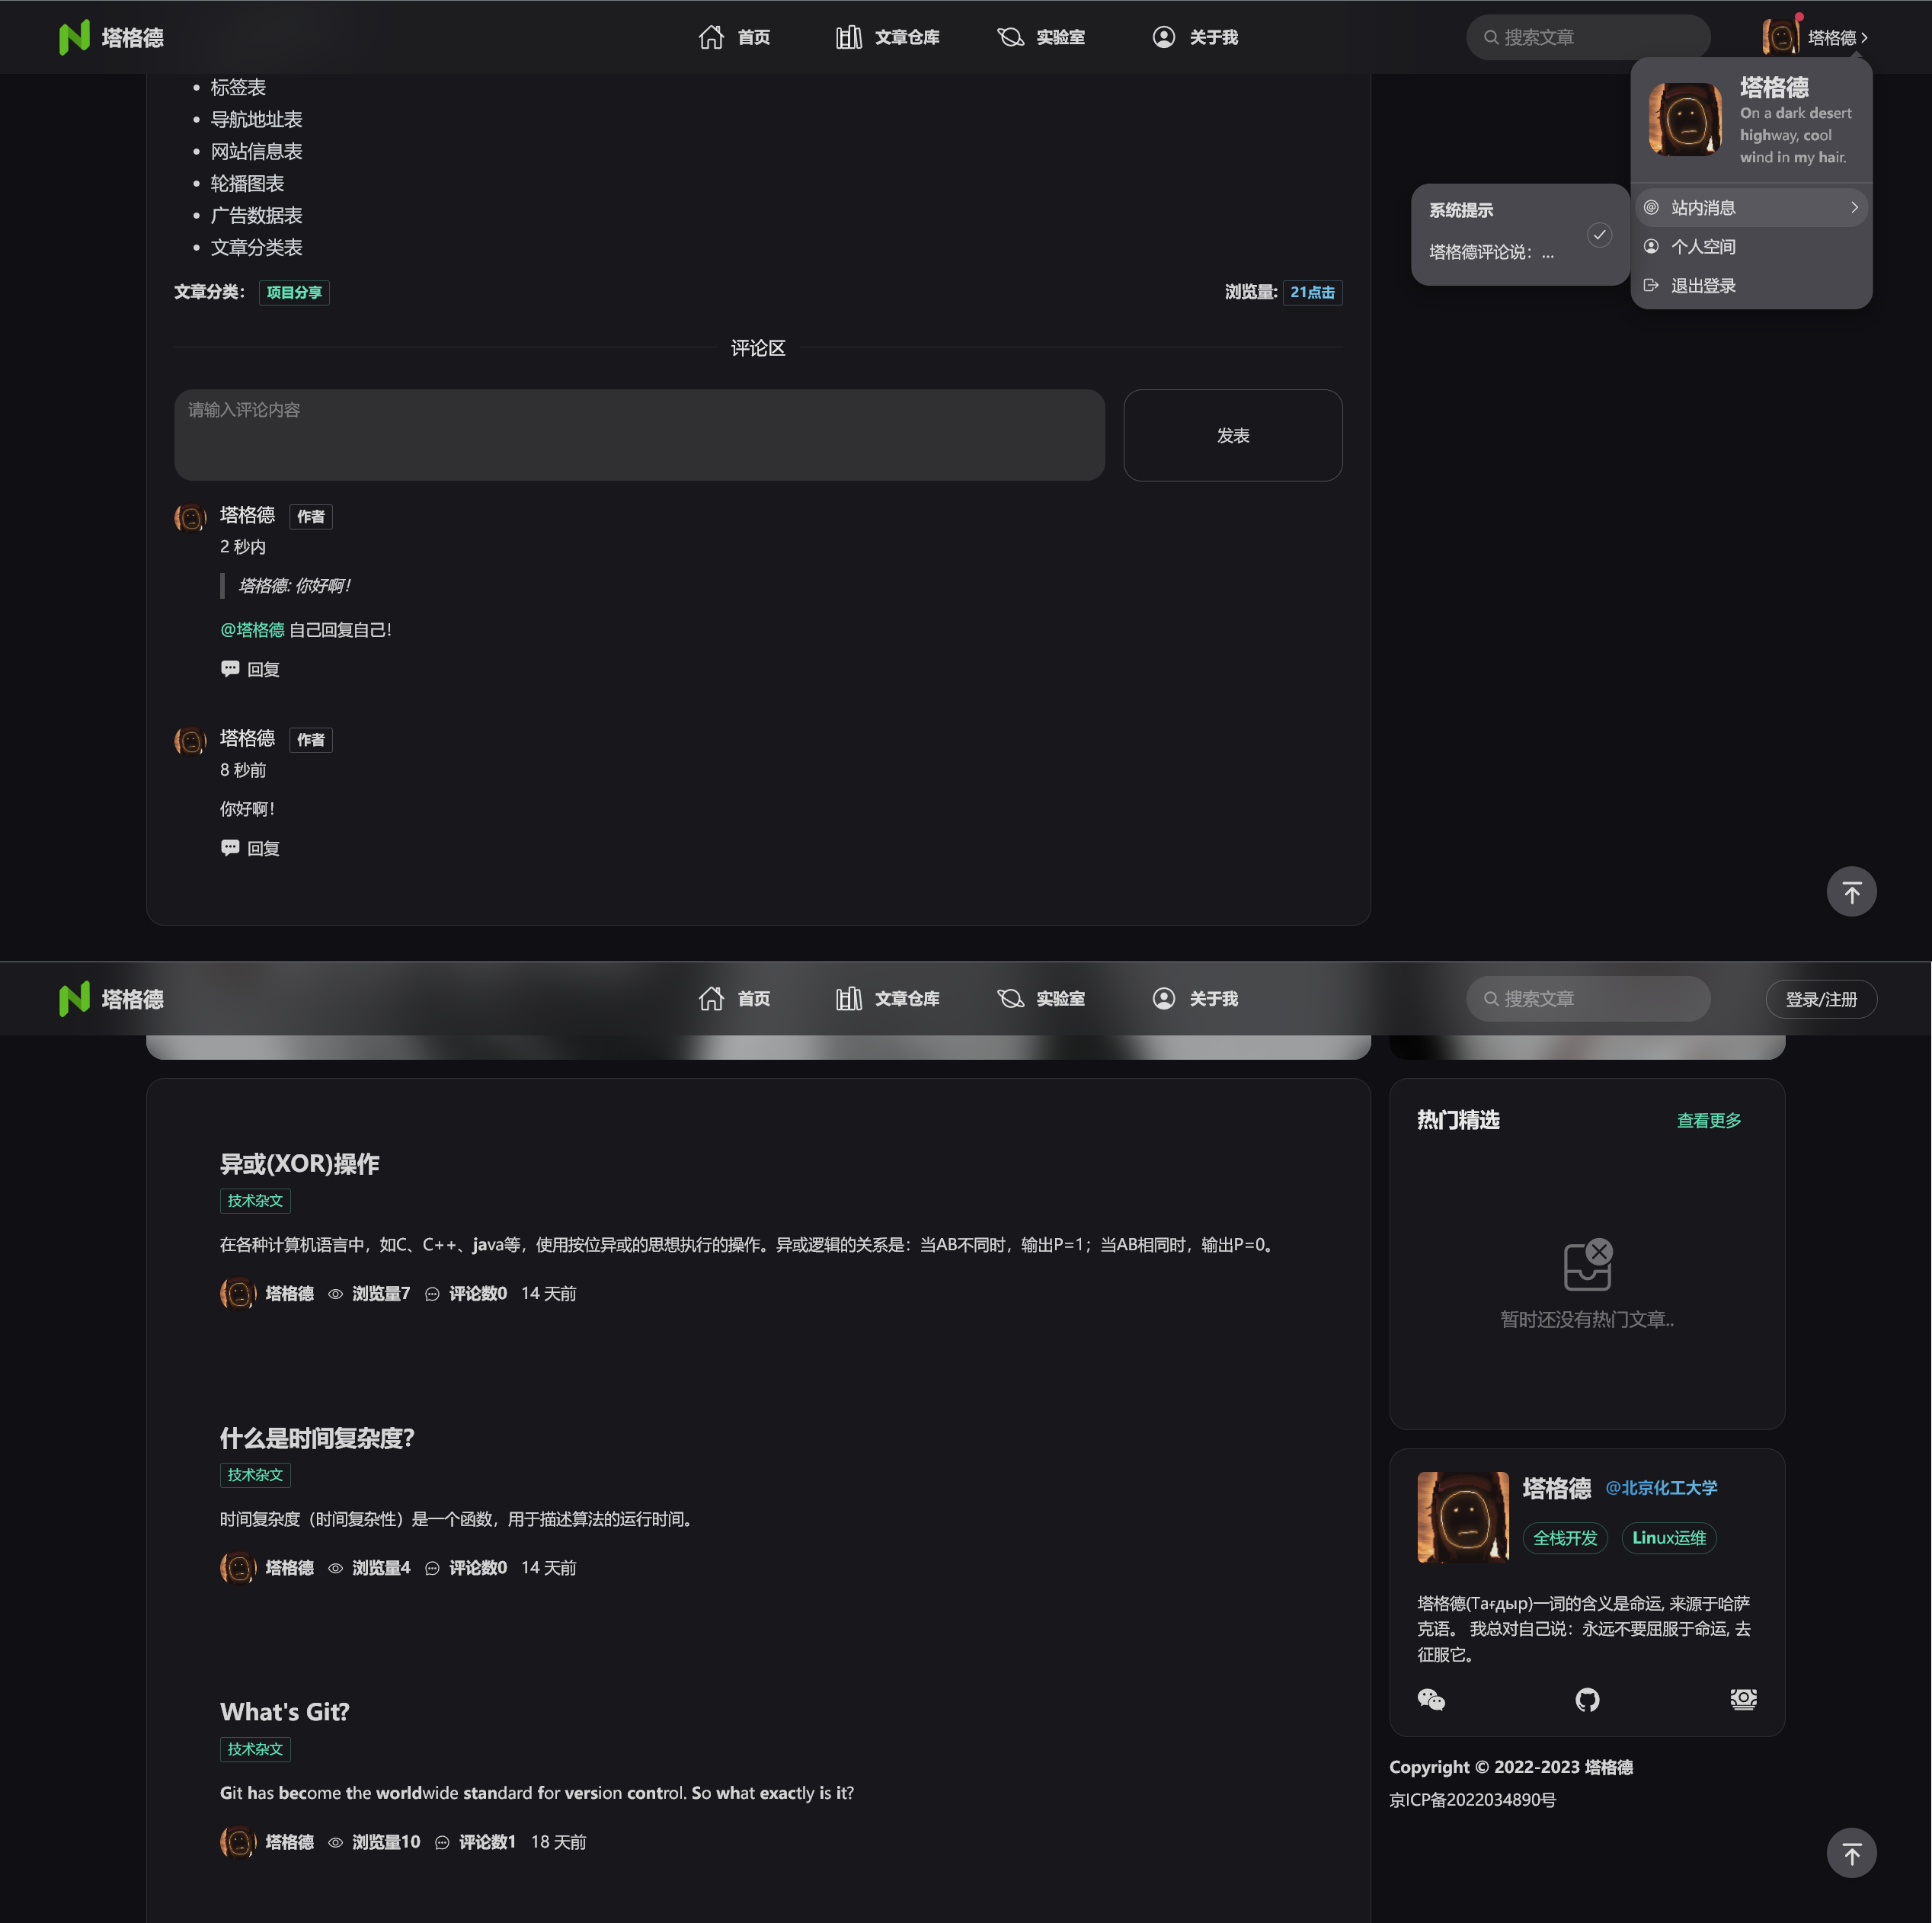 塔格德
首页
文章仓库
实验室
关于我
搜索文章
塔格德
标签表
导航地址表
网站信息表
轮播图表
广告数据表
文章分类表
塔格德
On a dark desert
highway, cool
wind in my hair.
系统提示
塔格德评论说：...
站内消息
个人空间
退出登录
文章分类：
项目分享
浏览量:
21点击
评论区
请输入评论内容
发表
塔格德 作者
2 秒内
塔格德: 你好啊！
@塔格德 自己回复自己！
回复
塔格德 作者
8 秒前
你好啊！
回复
塔格德
首页
文章仓库
实验室
关于我
搜索文章
登录/注册
异或(XOR)操作
技术杂文
在各种计算机语言中，如C、C++、java等，使用按位异或的思想执行的操作。异或逻辑的关系是：当AB不同时，输出P=1；当AB相同时，输出P=0。
塔格德 浏览量7 评论数0 14 天前
什么是时间复杂度?
技术杂文
时间复杂度（时间复杂性）是一个函数，用于描述算法的运行时间。
塔格德 浏览量4 评论数0 14 天前
What's Git?
技术杂文
Git has become the worldwide standard for version control. So what exactly is it?
塔格德 浏览量10 评论数1 18 天前
热门精选
查看更多
暂时还没有热门文章..
塔格德 @北京化工大学
全栈开发 Linux运维
塔格德(Тағдыр)一词的含义是命运, 来源于哈萨
克语。 我总对自己说：永远不要屈服于命运, 去
征服它。
Copyright © 2022-2023 塔格德
京ICP备2022034890号